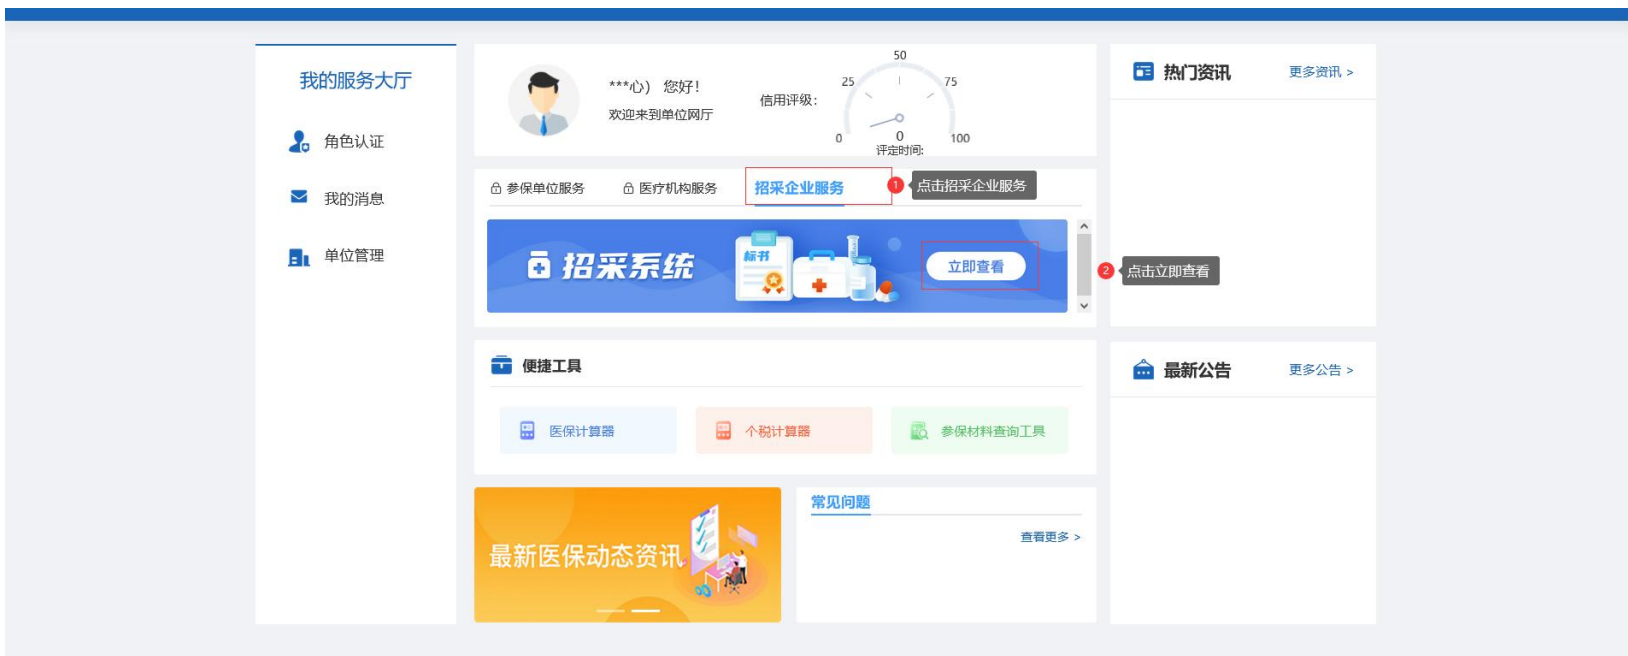 我的服务大厅
角色认证
我的消息
单位管理
***心） 您好！
欢迎来到单位网厅
信用评级：
0
25
50
75
100
0
评定时间:
参保单位服务
医疗机构服务
招采企业服务
1 点击招采企业服务
招采系统
标书
立即查看
2 点击立即查看
便捷工具
医保计算器
个税计算器
参保材料查询工具
最新医保动态资讯
常见问题
查看更多 >
热门资讯
更多资讯 >
最新公告
更多公告 >